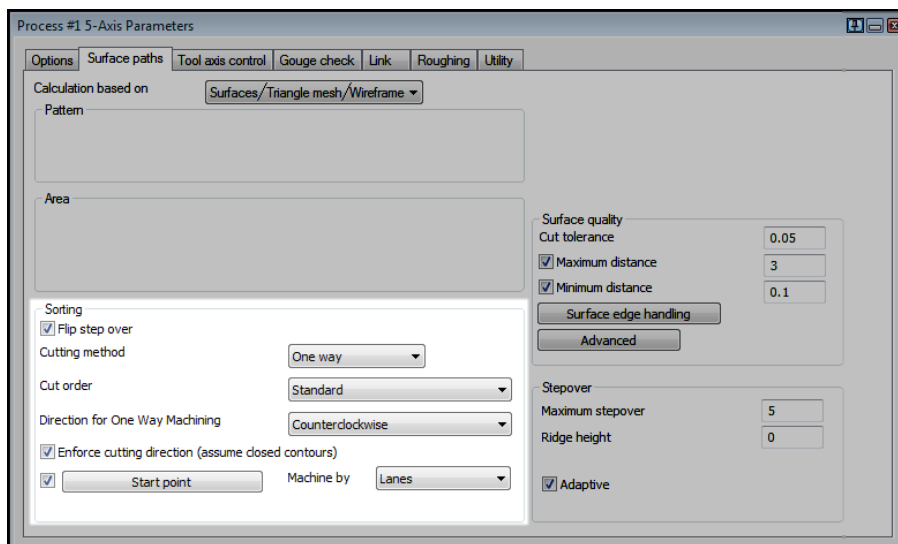 Process #1 5-Axis Parameters
Options Surface paths Tool axis control Gouge check Link Roughing Utility
Calculation based on Surfaces/Triangle mesh/Wireframe
Pattern
Area
Sorting
Flip step over
Cutting method One way
Cut order Standard
Direction for One Way Machining Counterclockwise
Enforce cutting direction (assume closed contours)
Start point Machine by Lanes
Surface quality
Cut tolerance 0.05
Maximum distance 3
Minimum distance 0.1
Surface edge handling
Advanced
Stepover
Maximum stepover 5
Ridge height 0
Adaptive